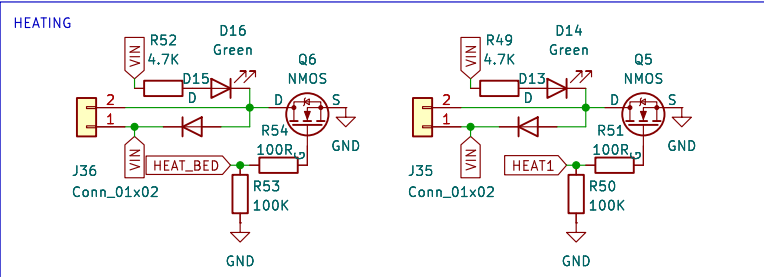 HEATING
D16
Green
R52
4.7K
VIN
D15
D
Q6
NMOS
D
S
G
2
1
R54
100R
GND
VIN
HEAT_BED
J36
Conn_01x02
R53
100K
GND
D14
Green
R49
4.7K
VIN
D13
D
Q5
NMOS
D
S
G
2
1
R51
100R
GND
VIN
HEAT1
J35
Conn_01x02
R50
100K
GND